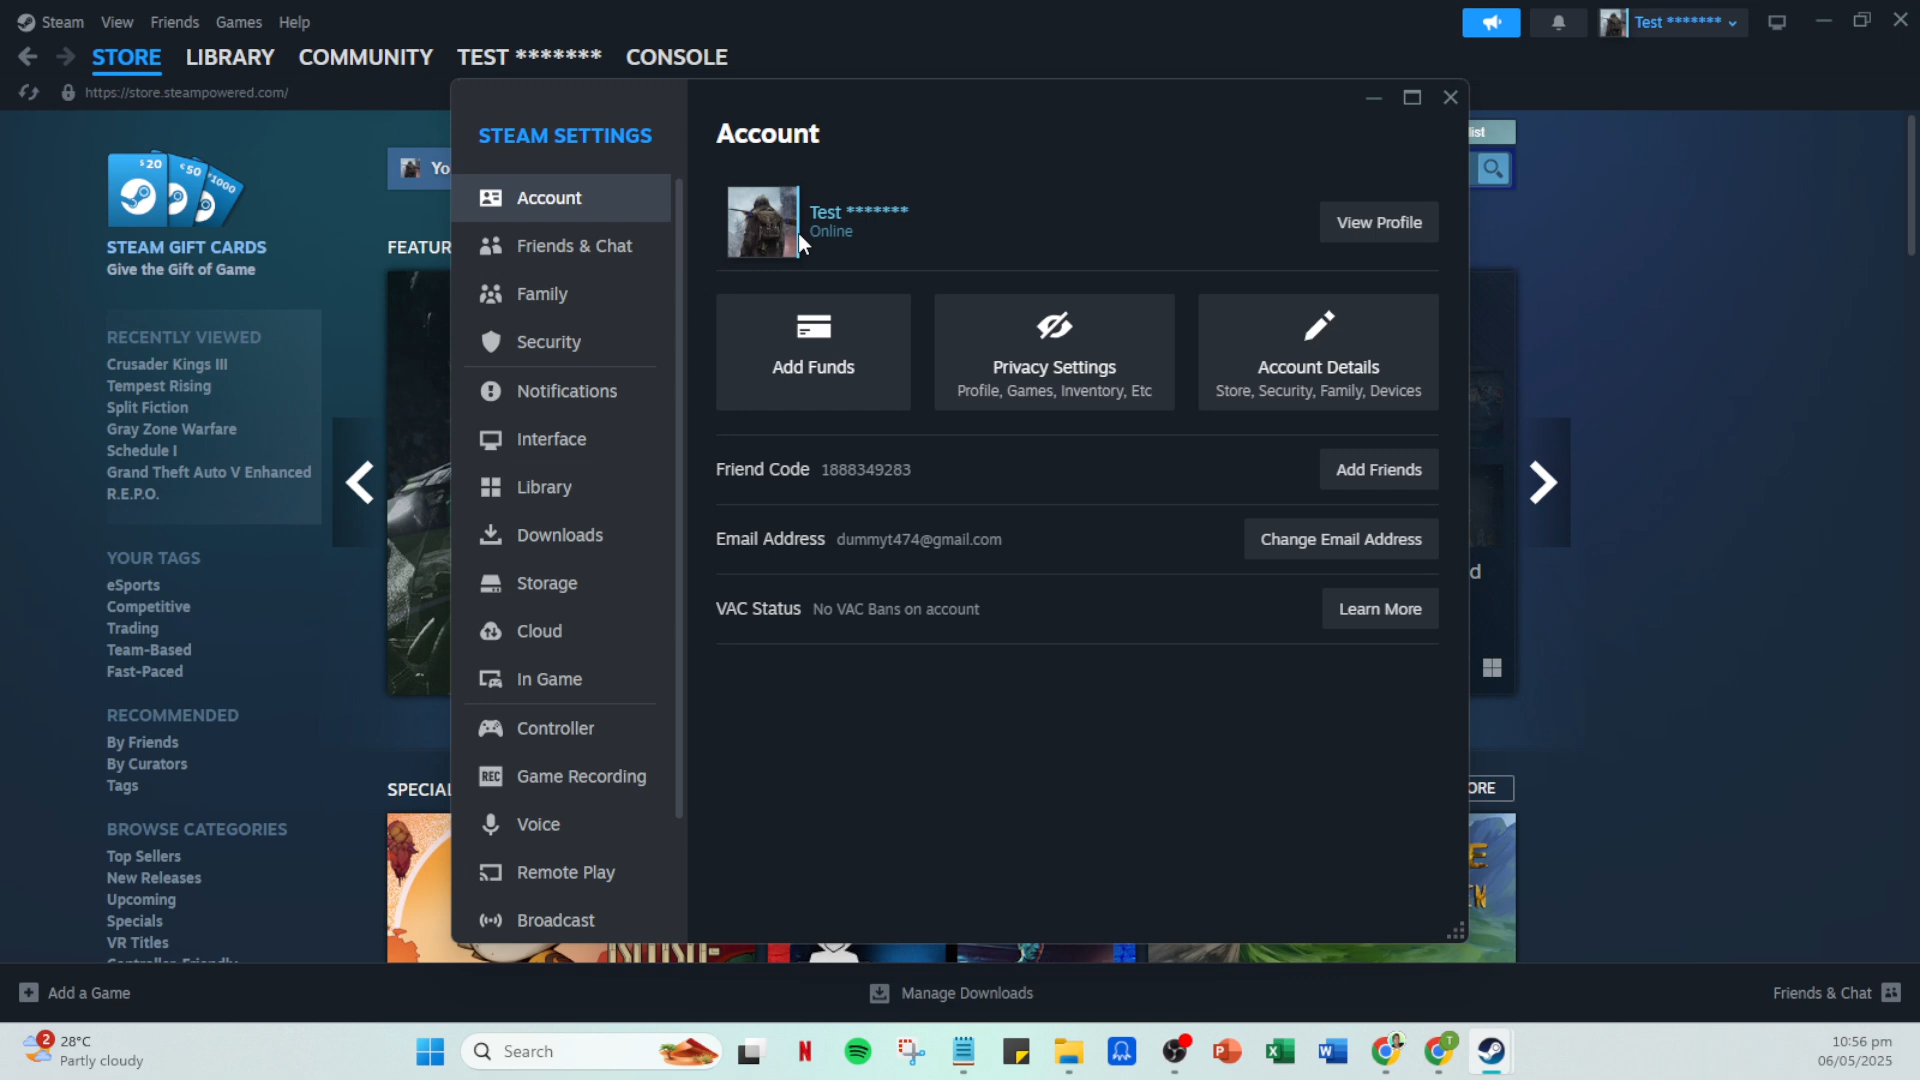 Steam View Friends Games Help
Test *******
STORE LIBRARY COMMUNITY TEST ******* CONSOLE
https://store.steampowered.com/
$20 €50 ¥1000
STEAM GIFT CARDS
Give the Gift of Game
RECENTLY VIEWED
Crusader Kings III
Tempest Rising
Split Fiction
Gray Zone Warfare
Schedule I
Grand Theft Auto V Enhanced
R.E.P.O.
YOUR TAGS
eSports
Competitive
Trading
Team-Based
Fast-Paced
RECOMMENDED
By Friends
By Curators
Tags
BROWSE CATEGORIES
Top Sellers
New Releases
Upcoming
Specials
VR Titles
Controller-Friendly
Yo
FEATUR
SPECIAL
list
d
ORE
STEAM SETTINGS
Account
Friends & Chat
Family
Security
Notifications
Interface
Library
Downloads
Storage
Cloud
In Game
Controller
REC Game Recording
Voice
Remote Play
Broadcast
Account
Test *******
Online
View Profile
Add Funds
Privacy Settings
Profile, Games, Inventory, Etc
Account Details
Store, Security, Family, Devices
Friend Code 1888349283
Add Friends
Email Address dummyt474@gmail.com
Change Email Address
VAC Status No VAC Bans on account
Learn More
Add a Game
Manage Downloads
Friends & Chat
2
28°C
Partly cloudy
Search
10:56 pm
06/05/2025